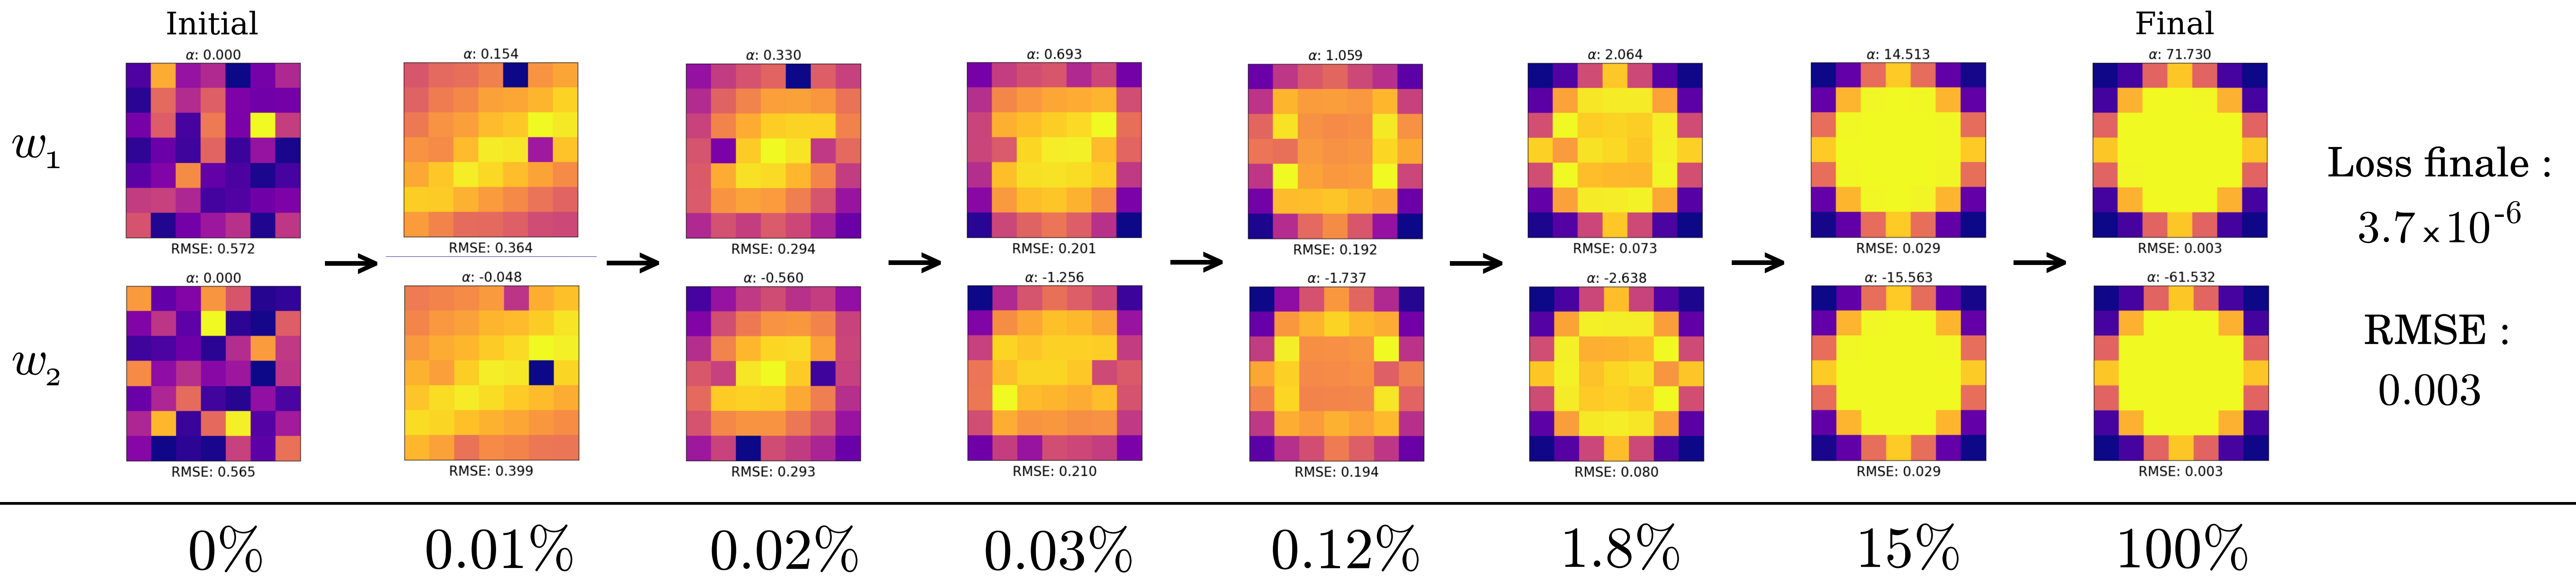 Initial
Final
α: 0.000
α: 0.154
α: 0.330
α: 0.693
α: 1.059
α: 2.064
α: 14.513
α: 71.730
w₁
RMSE: 0.572
RMSE: 0.364
RMSE: 0.294
RMSE: 0.201
RMSE: 0.192
RMSE: 0.073
RMSE: 0.029
RMSE: 0.003
→ → → → → → →
α: 0.000
α: -0.048
α: -0.560
α: -1.256
α: -1.737
α: -2.638
α: -15.563
α: -61.532
w₂
RMSE: 0.565
RMSE: 0.399
RMSE: 0.293
RMSE: 0.210
RMSE: 0.194
RMSE: 0.080
RMSE: 0.029
RMSE: 0.003
Loss finale :
3.7×10⁻⁶
RMSE :
0.003
0%
0.01%
0.02%
0.03%
0.12%
1.8%
15%
100%